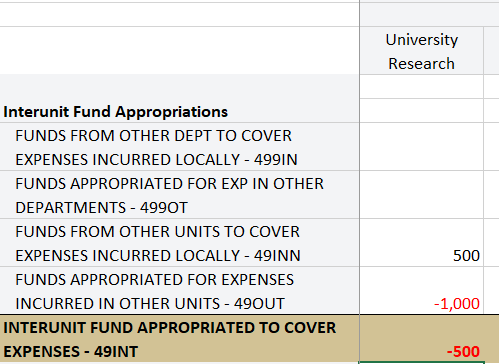 University
Research
Interunit Fund Appropriations
FUNDS FROM OTHER DEPT TO COVER
EXPENSES INCURRED LOCALLY - 499IN
FUNDS APPROPRIATED FOR EXP IN OTHER
DEPARTMENTS - 499OT
FUNDS FROM OTHER UNITS TO COVER
EXPENSES INCURRED LOCALLY - 49INN 500
FUNDS APPROPRIATED FOR EXPENSES
INCURRED IN OTHER UNITS - 49OUT -1,000
INTERUNIT FUND APPROPRIATED TO COVER
EXPENSES - 49INT -500